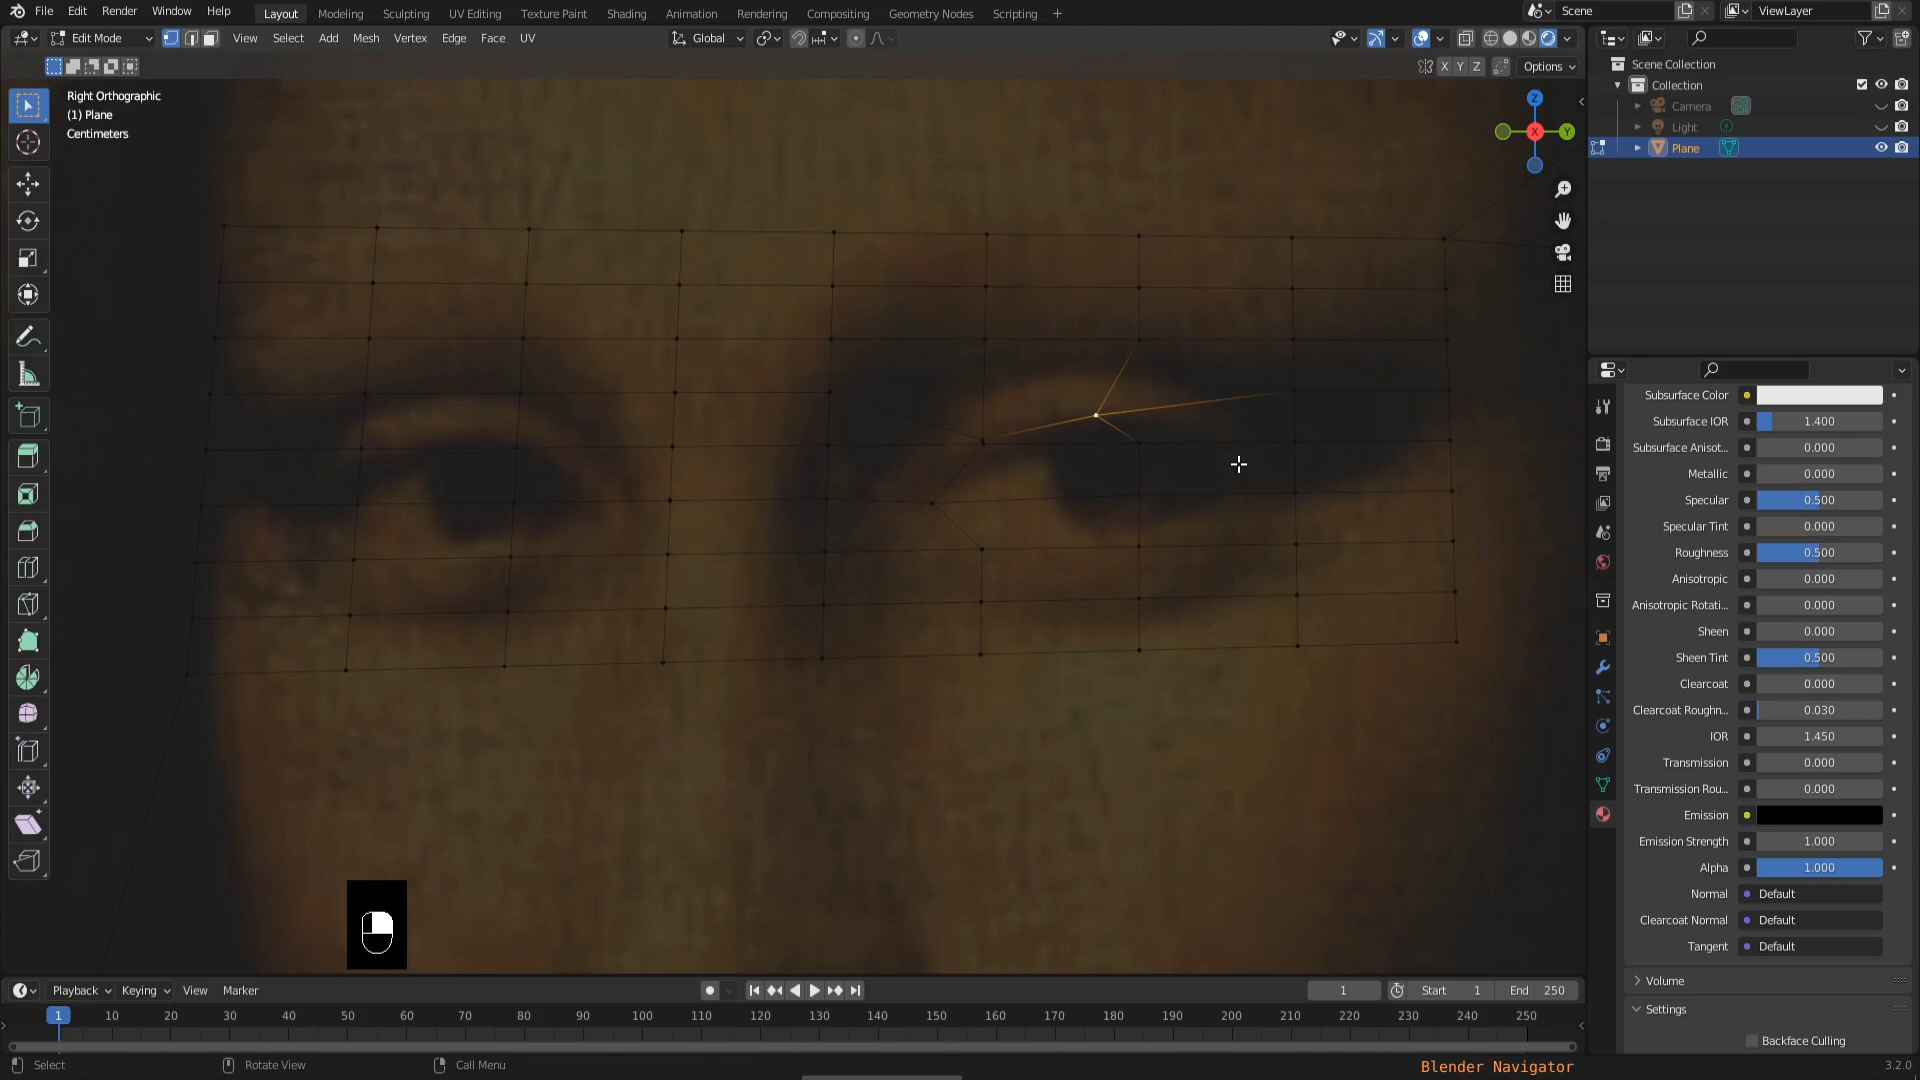 File Edit Render Window Help Layout Modeling Sculpting UV Editing Texture Paint Shading Animation Rendering Compositing Geometry Nodes Scripting + Scene ViewLayer
Edit Mode View Select Add Mesh Vertex Edge Face UV Global
X Y Z Options
Right Orthographic
(1) Plane
Centimeters
Z
Y
X
Scene Collection
Collection
Camera
Light
Plane
Subsurface Color
Subsurface IOR 1.400
Subsurface Anisot... 0.000
Metallic 0.000
Specular 0.500
Specular Tint 0.000
Roughness 0.500
Anisotropic 0.000
Anisotropic Rotati... 0.000
Sheen 0.000
Sheen Tint 0.500
Clearcoat 0.000
Clearcoat Roughn... 0.030
IOR 1.450
Transmission 0.000
Transmission Rou... 0.000
Emission
Emission Strength 1.000
Alpha 1.000
Normal Default
Clearcoat Normal Default
Tangent Default
Volume
Settings
Backface Culling
Playback Keying View Marker 1 Start 1 End 250
1 10 20 30 40 50 60 70 80 90 100 110 120 130 140 150 160 170 180 190 200 210 220 230 240 250
Select Rotate View Call Menu Blender Navigator 3.2.0